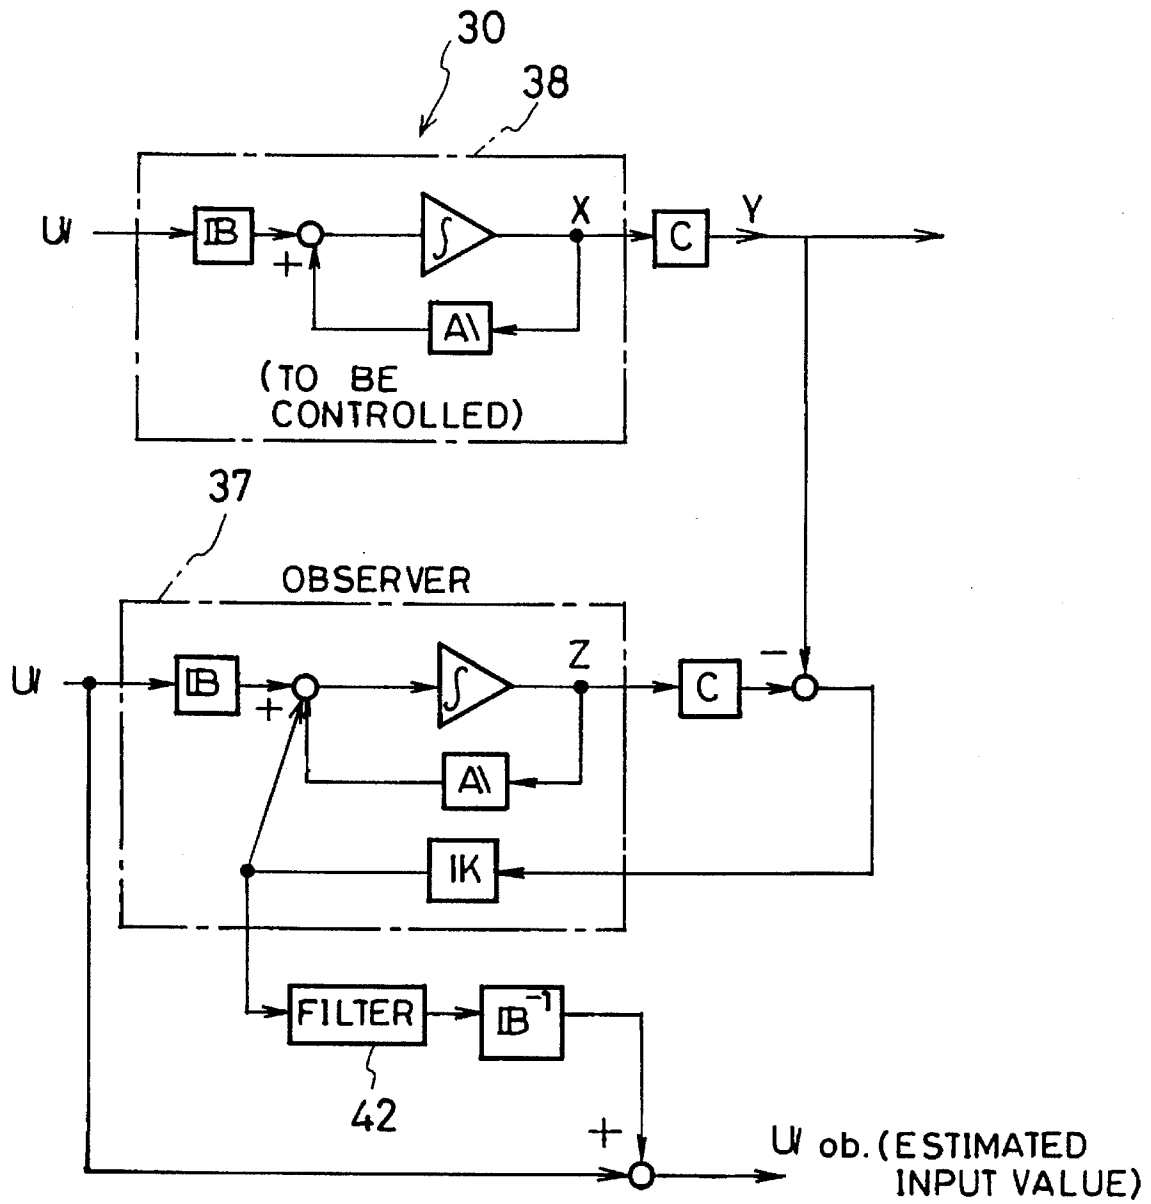 30
38
U
B
+
∫
X
C
Y
A
(TO BE
CONTROLLED)
37
OBSERVER
U
B
+
∫
Z
C
−
A
K
FILTER
B⁻¹
42
+
U ob. (ESTIMATED
INPUT VALUE)